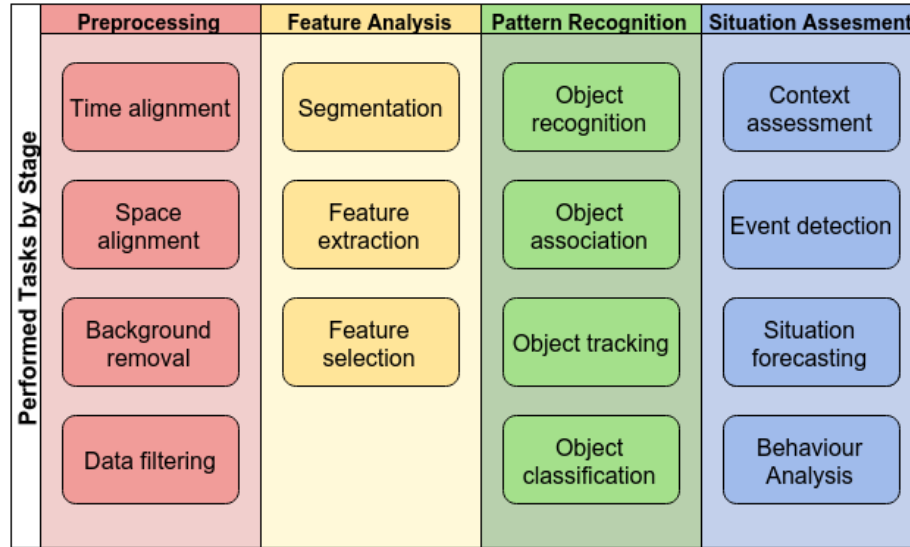 Preprocessing
Feature Analysis
Pattern Recognition
Situation Assesment
Performed Tasks by Stage
Time alignment
Space
alignment
Background
removal
Data filtering
Segmentation
Feature
extraction
Feature
selection
Object
recognition
Object
association
Object tracking
Object
classification
Context
assessment
Event detection
Situation
forecasting
Behaviour
Analysis